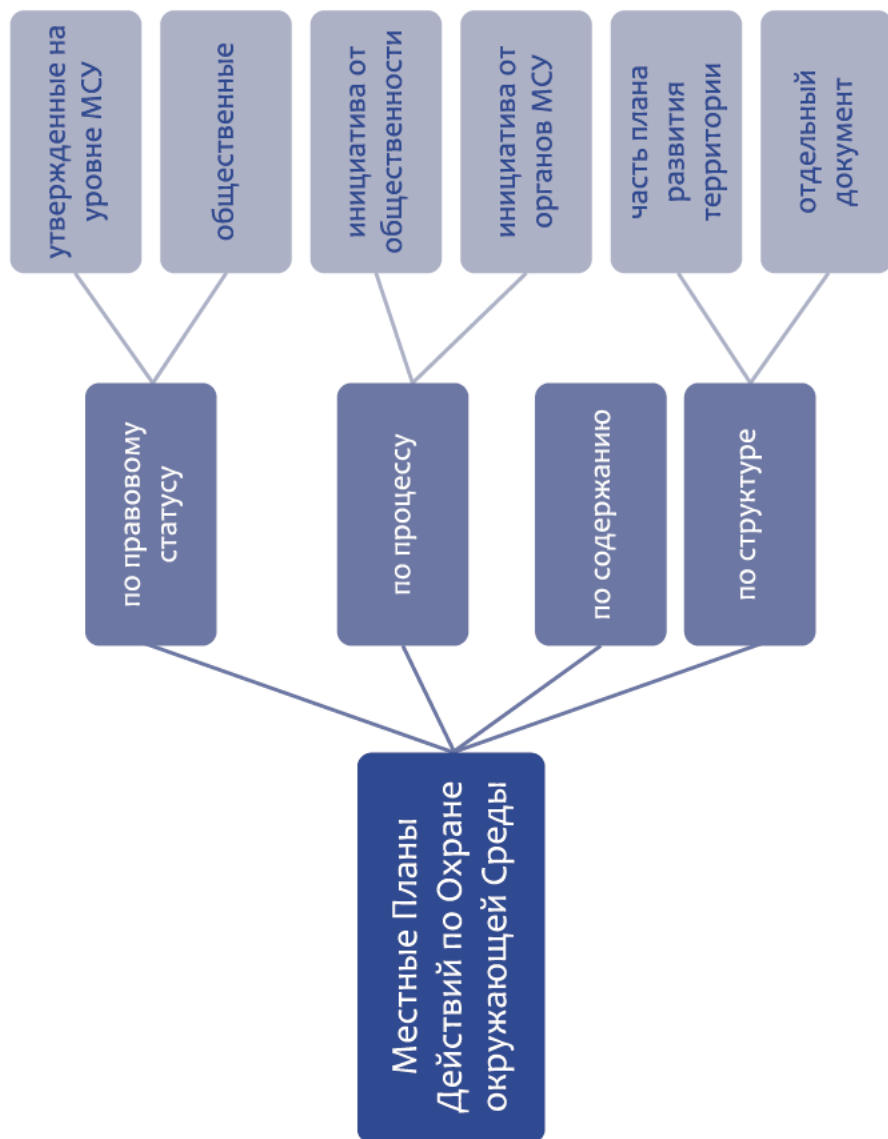 Местные Планы
Действий по Охране
окружающей Среды
по правовому
статусу
по процессу
по содержанию
по структуре
утвержденные на
уровне МСУ
общественные
инициатива от
общественности
инициатива от
органов МСУ
часть плана
развития
территории
отдельный
документ